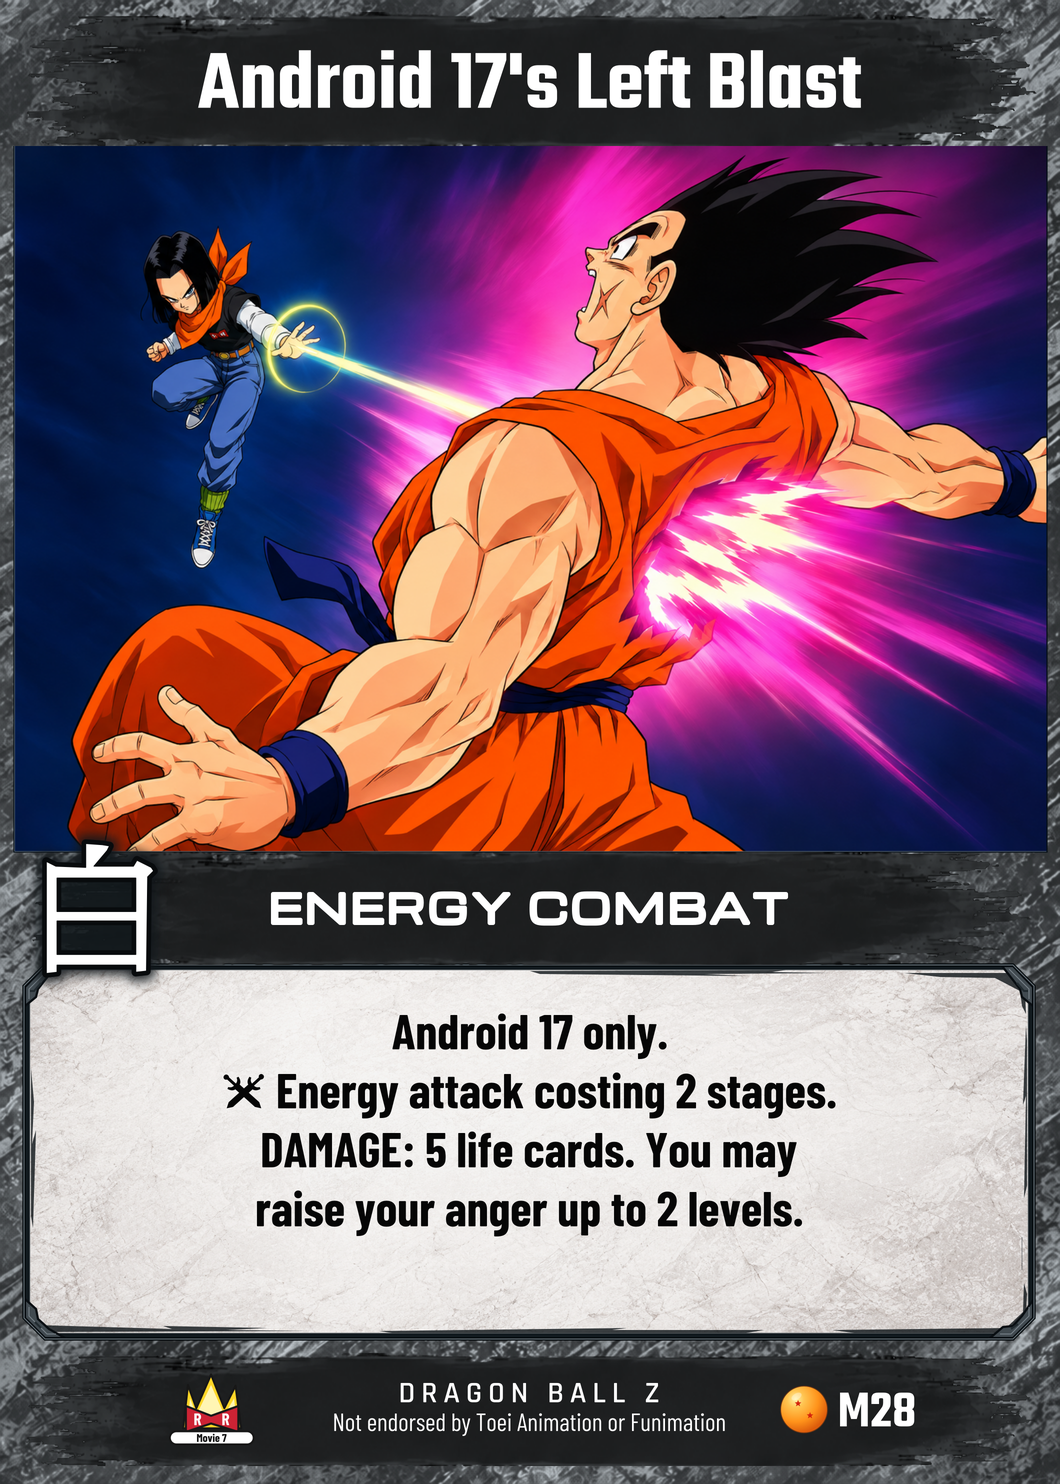 Android 17's Left Blast
白
ENERGY COMBAT
Android 17 only.
Energy attack costing 2 stages.
DAMAGE: 5 life cards. You may
raise your anger up to 2 levels.
R R
Movie 7
DRAGON BALL Z
Not endorsed by Toei Animation or Funimation
M28